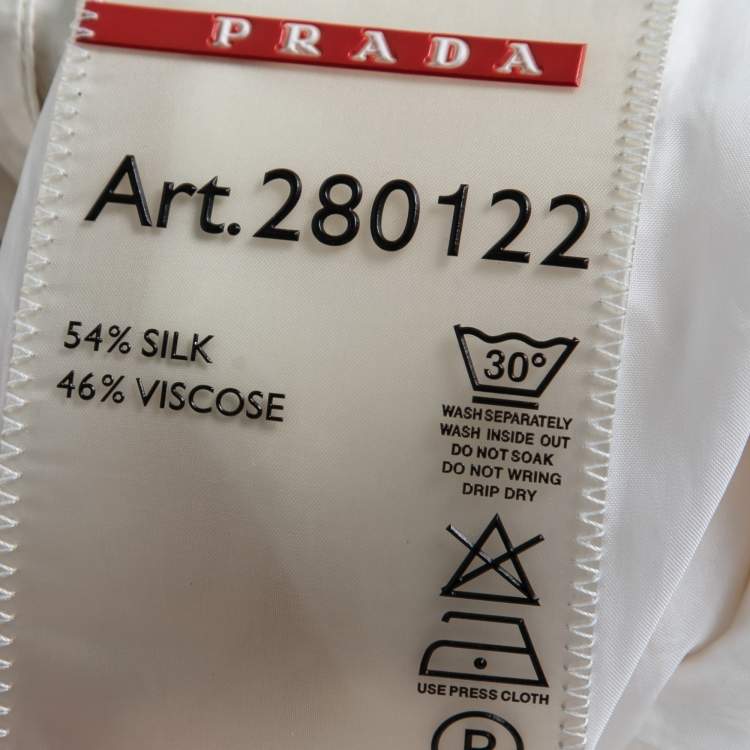 PRADA
Art. 280122
54% SILK
46% VISCOSE
30°
WASH SEPARATELY
WASH INSIDE OUT
DO NOT SOAK
DO NOT WRING
DRIP DRY
USE PRESS CLOTH
P